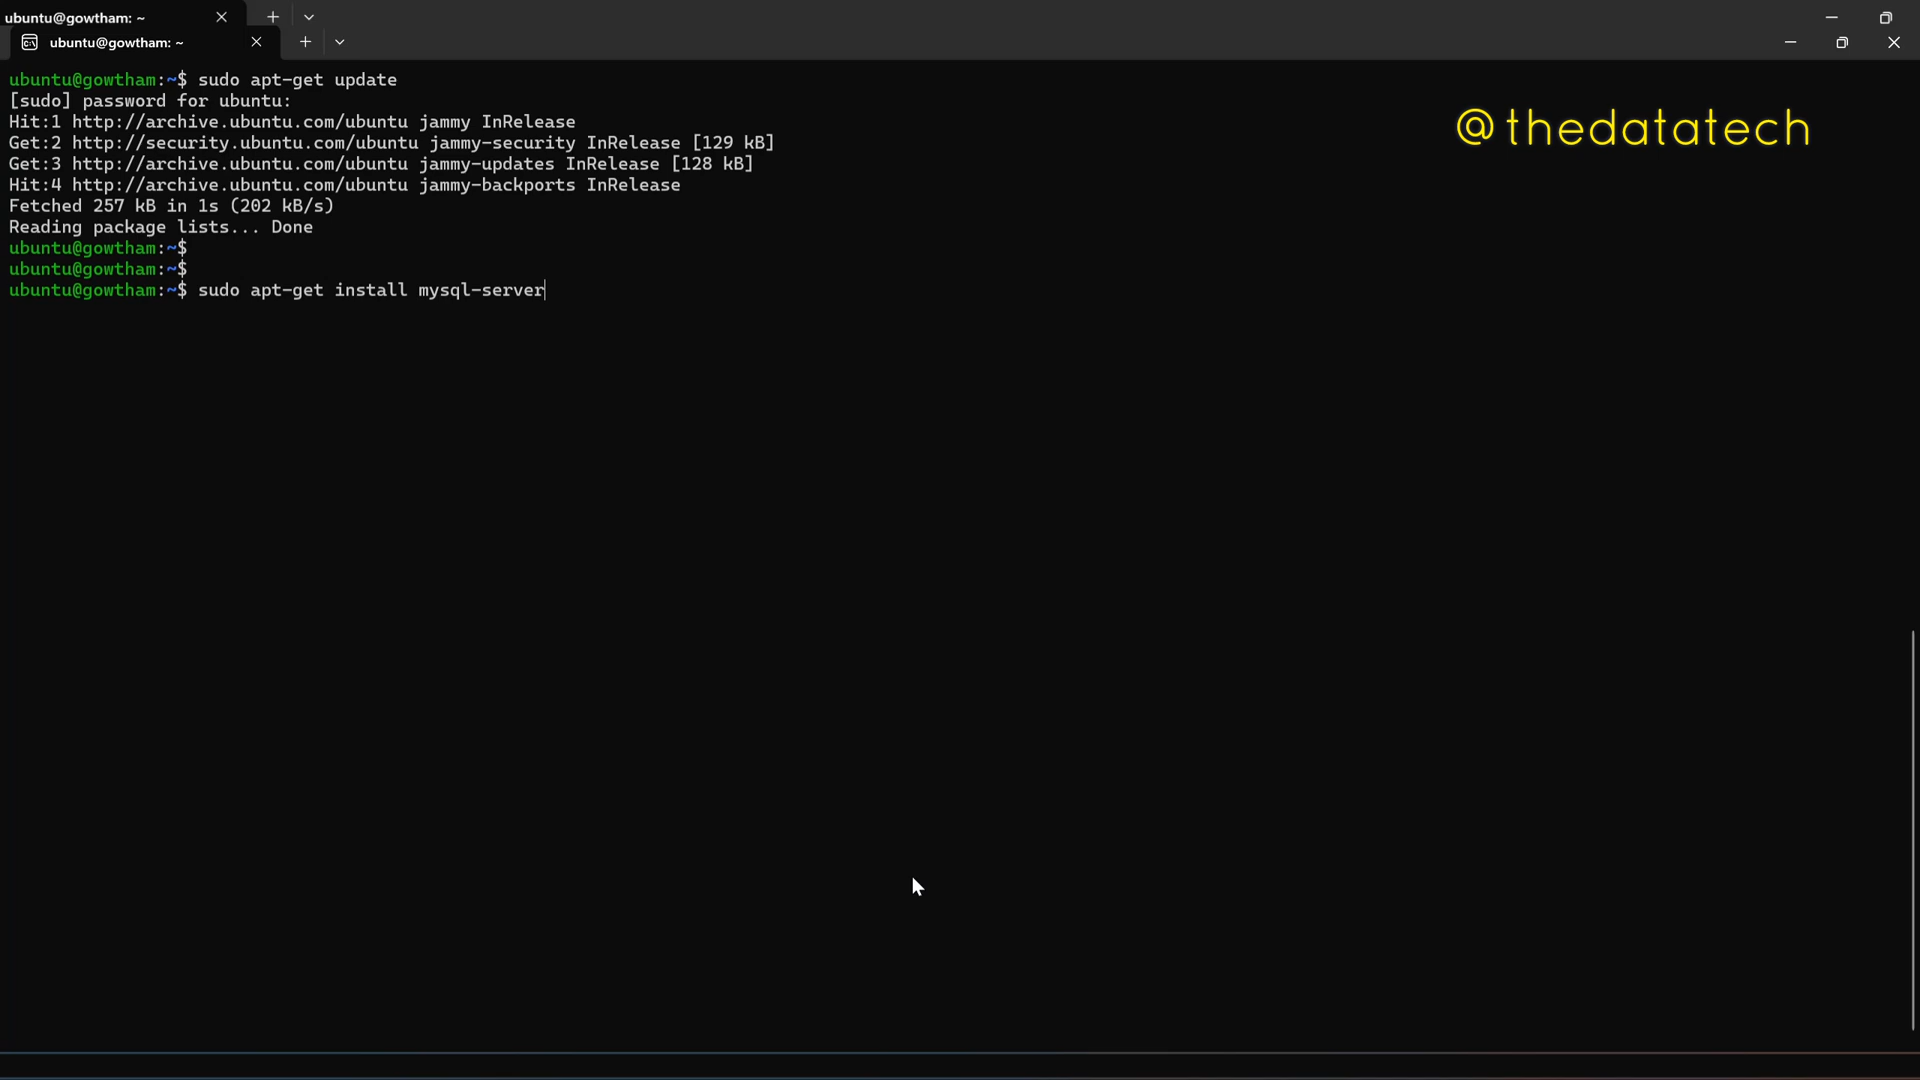 ubuntu@gowtham: ~
ubuntu@gowtham: ~
ubuntu@gowtham:~$ sudo apt-get update
[sudo] password for ubuntu:
Hit:1 http://archive.ubuntu.com/ubuntu jammy InRelease
Get:2 http://security.ubuntu.com/ubuntu jammy-security InRelease [129 kB]
Get:3 http://archive.ubuntu.com/ubuntu jammy-updates InRelease [128 kB]
Hit:4 http://archive.ubuntu.com/ubuntu jammy-backports InRelease
Fetched 257 kB in 1s (202 kB/s)
Reading package lists... Done
ubuntu@gowtham:~$
ubuntu@gowtham:~$
ubuntu@gowtham:~$ sudo apt-get install mysql-server
@thedatatech